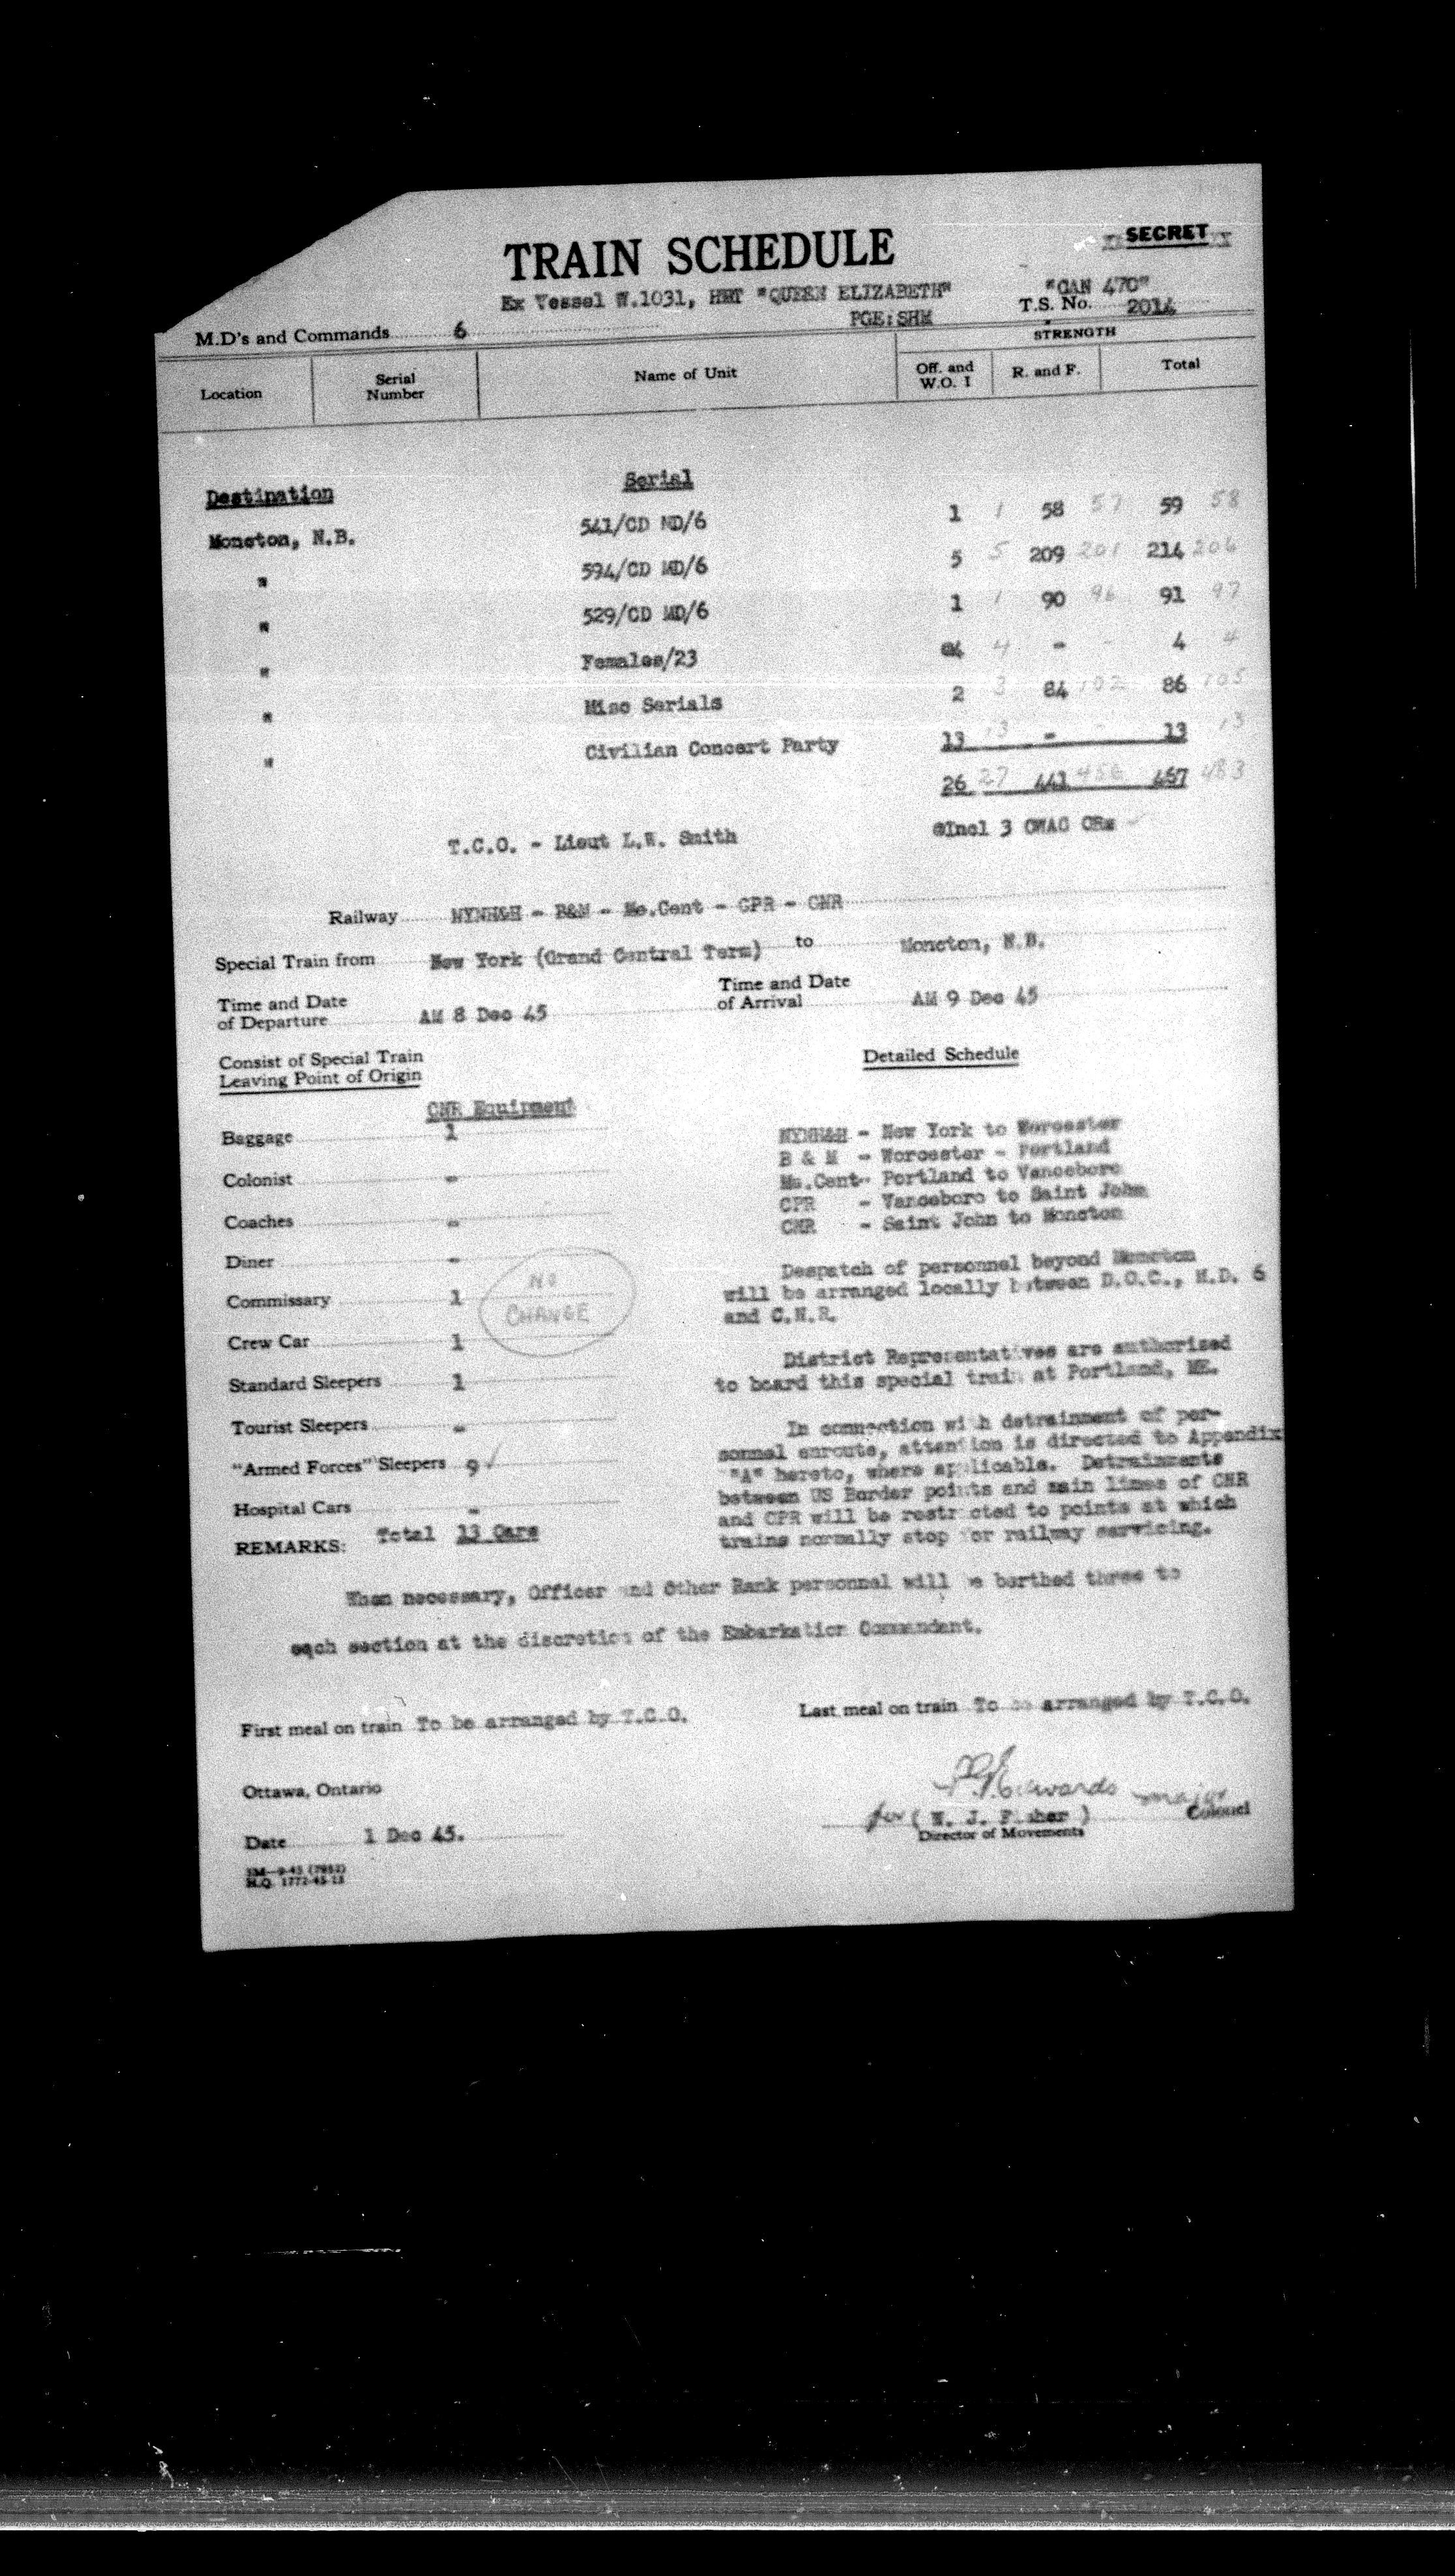 TRAIN SCHEDULE
SECRET
Ex Vessel W.1031, HMT "QUEEN ELIZABETH"
"CAN 470"
PGE:SHM
T.S. No. 2014
M.D's and Commands 6
STRENGTH
Location Serial Number Name of Unit Off. and W.O. I R. and F. Total
Destination Serial
Moncton, N.B. 541/CD MD/6 1 1 58 57 59 58
" 594/CD MD/6 5 5 209 201 214 206
" 529/CD MD/6 1 1 90 96 91 97
" Females/23 @4 4 - - 4 4
" Misc Serials 2 3 84 102 86 105
" Civilian Concert Party 13 13 - - 13 13
26 27 441 456 467 483
@Incl 3 CWAC ORs
T.C.O. - Lieut L.W. Smith
Railway NYNH&H - B&M - Me.Cent - CPR - CNR
Special Train from New York (Grand Central Term) to Moncton, N.B.
Time and Date of Departure AM 8 Dec 45 Time and Date of Arrival AM 9 Dec 45
Consist of Special Train
Leaving Point of Origin
Detailed Schedule
CNR Equipment
Baggage 1
Colonist -
Coaches -
Diner -
Commissary 1
Crew Car 1
Standard Sleepers 1
Tourist Sleepers -
"Armed Forces" Sleepers 9 ✓
Hospital Cars -
Total 13 Cars
NO
CHANGE
NYNH&H - New York to Worcester
B & M - Worcester - Portland
Me.Cent- Portland to Vanceboro
CPR - Vanceboro to Saint John
CNR - Saint John to Moncton
Despatch of personnel beyond Moncton
will be arranged locally between D.O.C., M.D. 6
and C.N.R.
District Representatives are authorized
to board this special train at Portland, ME.
In connection with detrainment of per-
sonnel enroute, attention is directed to Appendix
"A" hereto, where applicable. Detrainments
between US Border points and main lines of CNR
and CPR will be restricted to points at which
trains normally stop for railway servicing.
REMARKS:
When necessary, Officer and Other Rank personnel will be berthed three to
each section at the discretion of the Embarkation Commandant.
First meal on train To be arranged by T.C.O. Last meal on train To be arranged by T.C.O.
Ottawa, Ontario
Edwards major
for ( W. J. Fisher ) Colonel
Director of Movements
Date 1 Dec 45.
3M—9-45 (7952)
H.Q. 1772-45-15